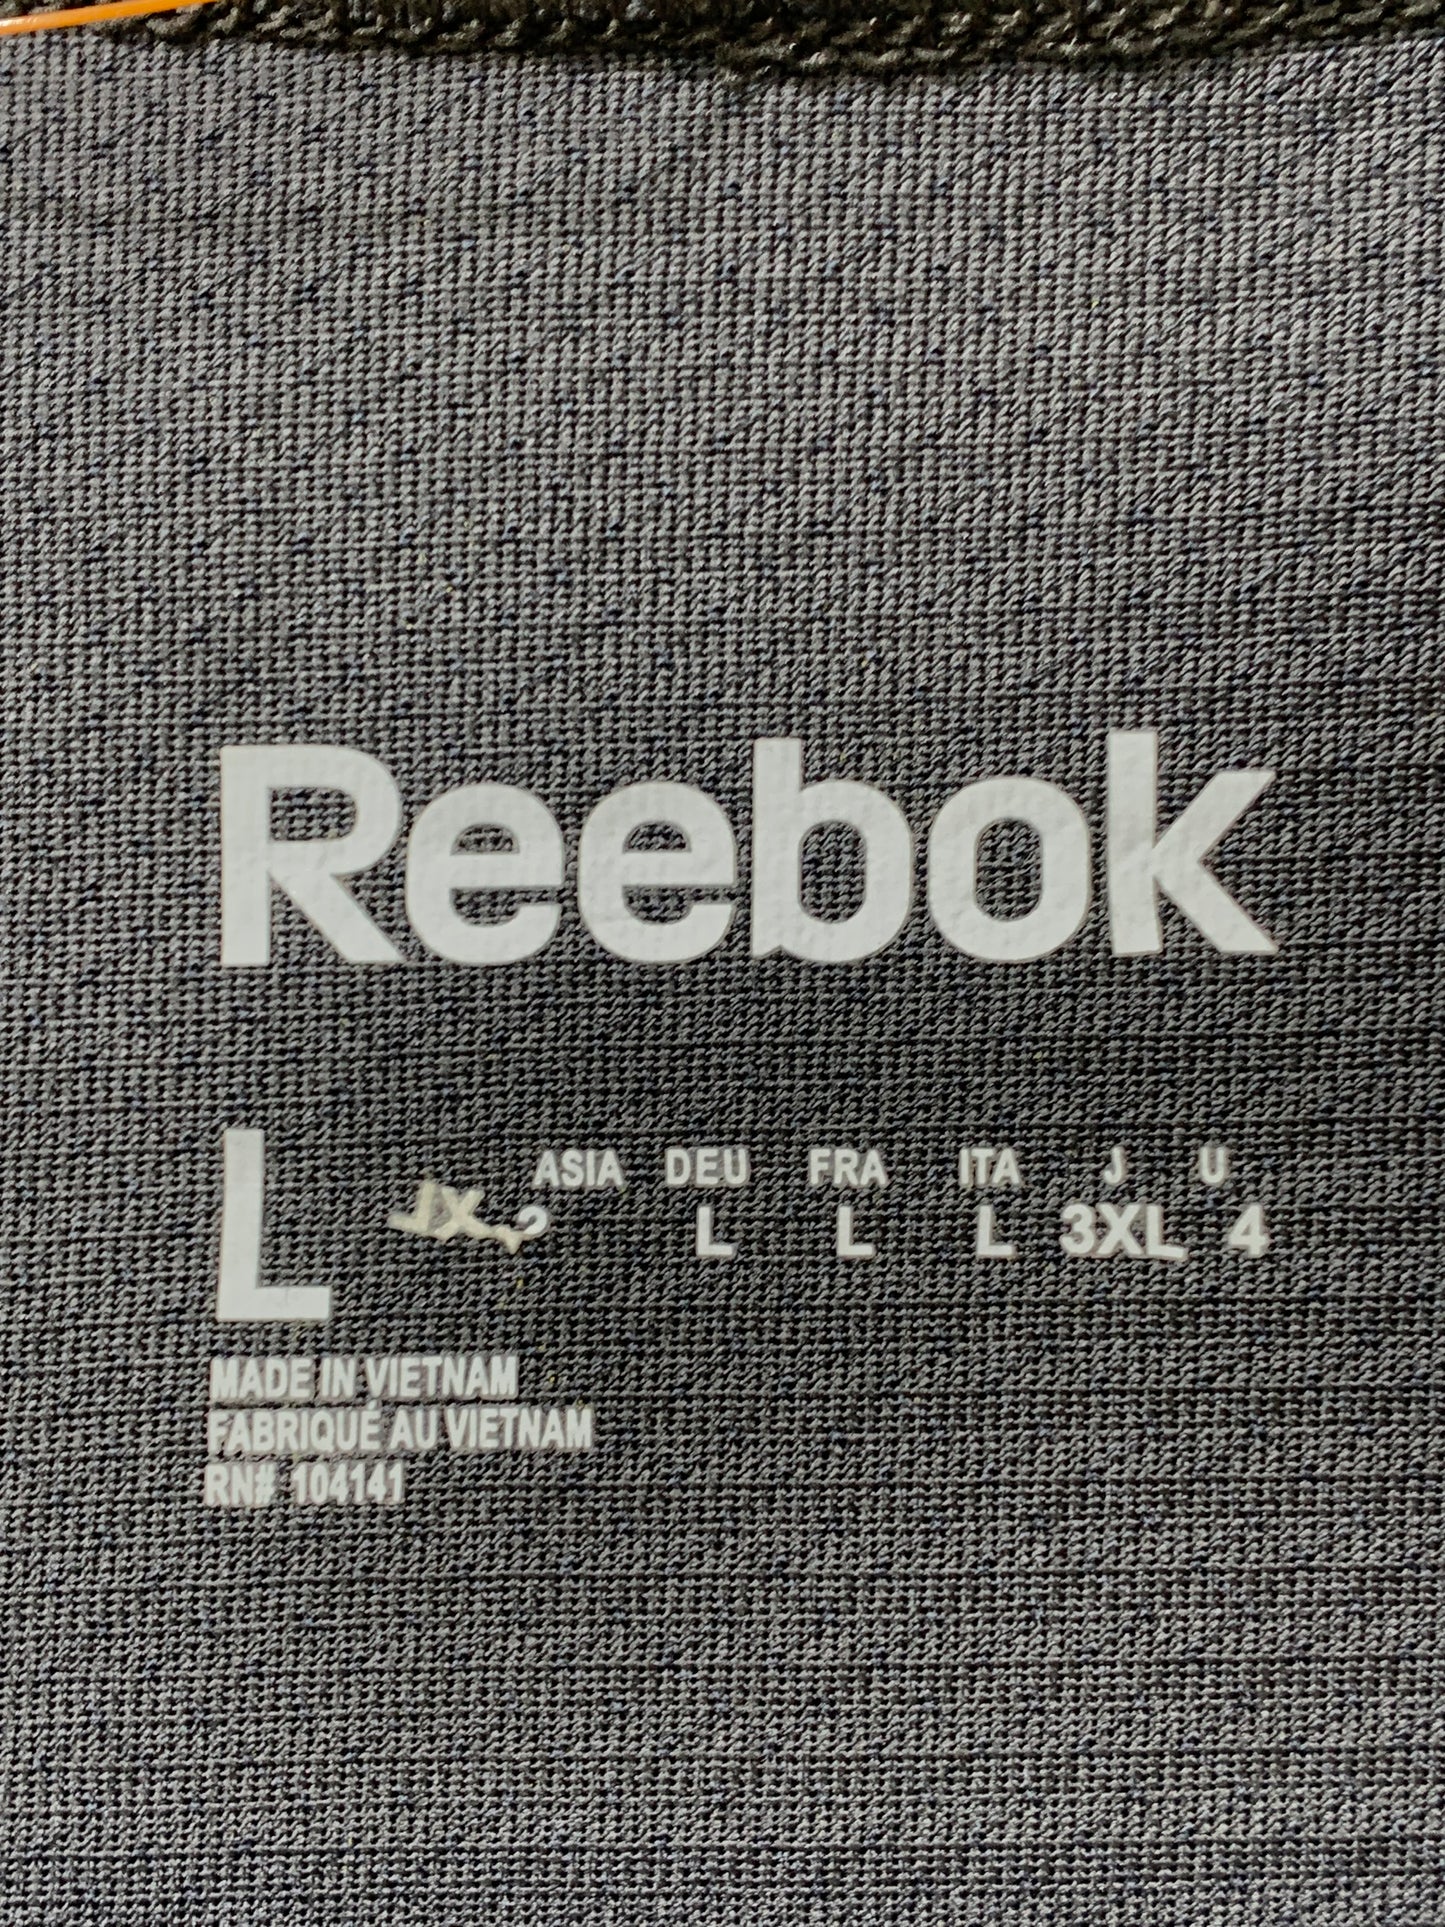 Reebok
L
ASIA DEU FRA ITA J U
L L L 3XL 4
MADE IN VIETNAM
FABRIQUÉ AU VIETNAM
RN# 104141